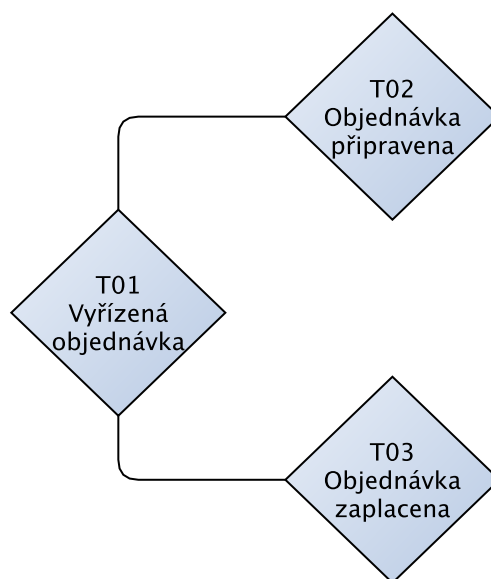 T02
Objednávka
připravena
T01
Vyřízená
objednávka
T03
Objednávka
zaplacena